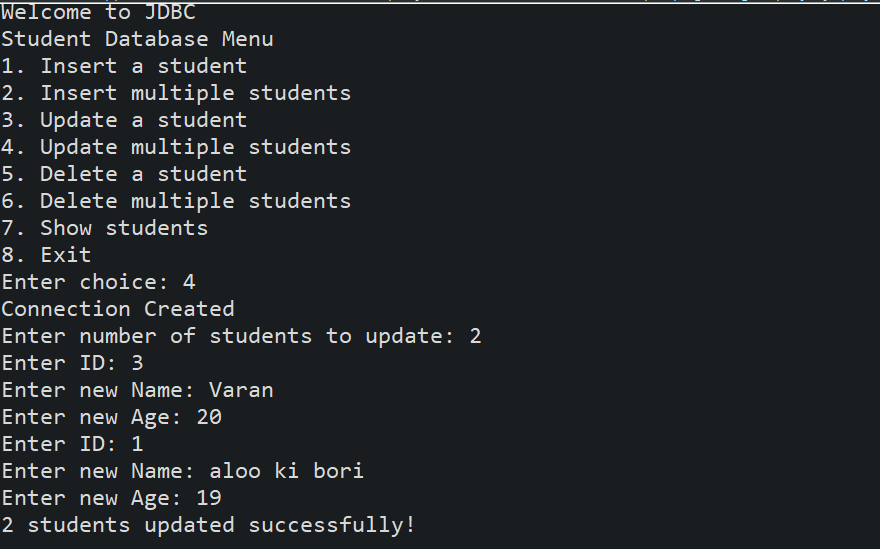 Welcome to JDBC
Student Database Menu
1. Insert a student
2. Insert multiple students
3. Update a student
4. Update multiple students
5. Delete a student
6. Delete multiple students
7. Show students
8. Exit
Enter choice: 4
Connection Created
Enter number of students to update: 2
Enter ID: 3
Enter new Name: Varan
Enter new Age: 20
Enter ID: 1
Enter new Name: aloo ki bori
Enter new Age: 19
2 students updated successfully!